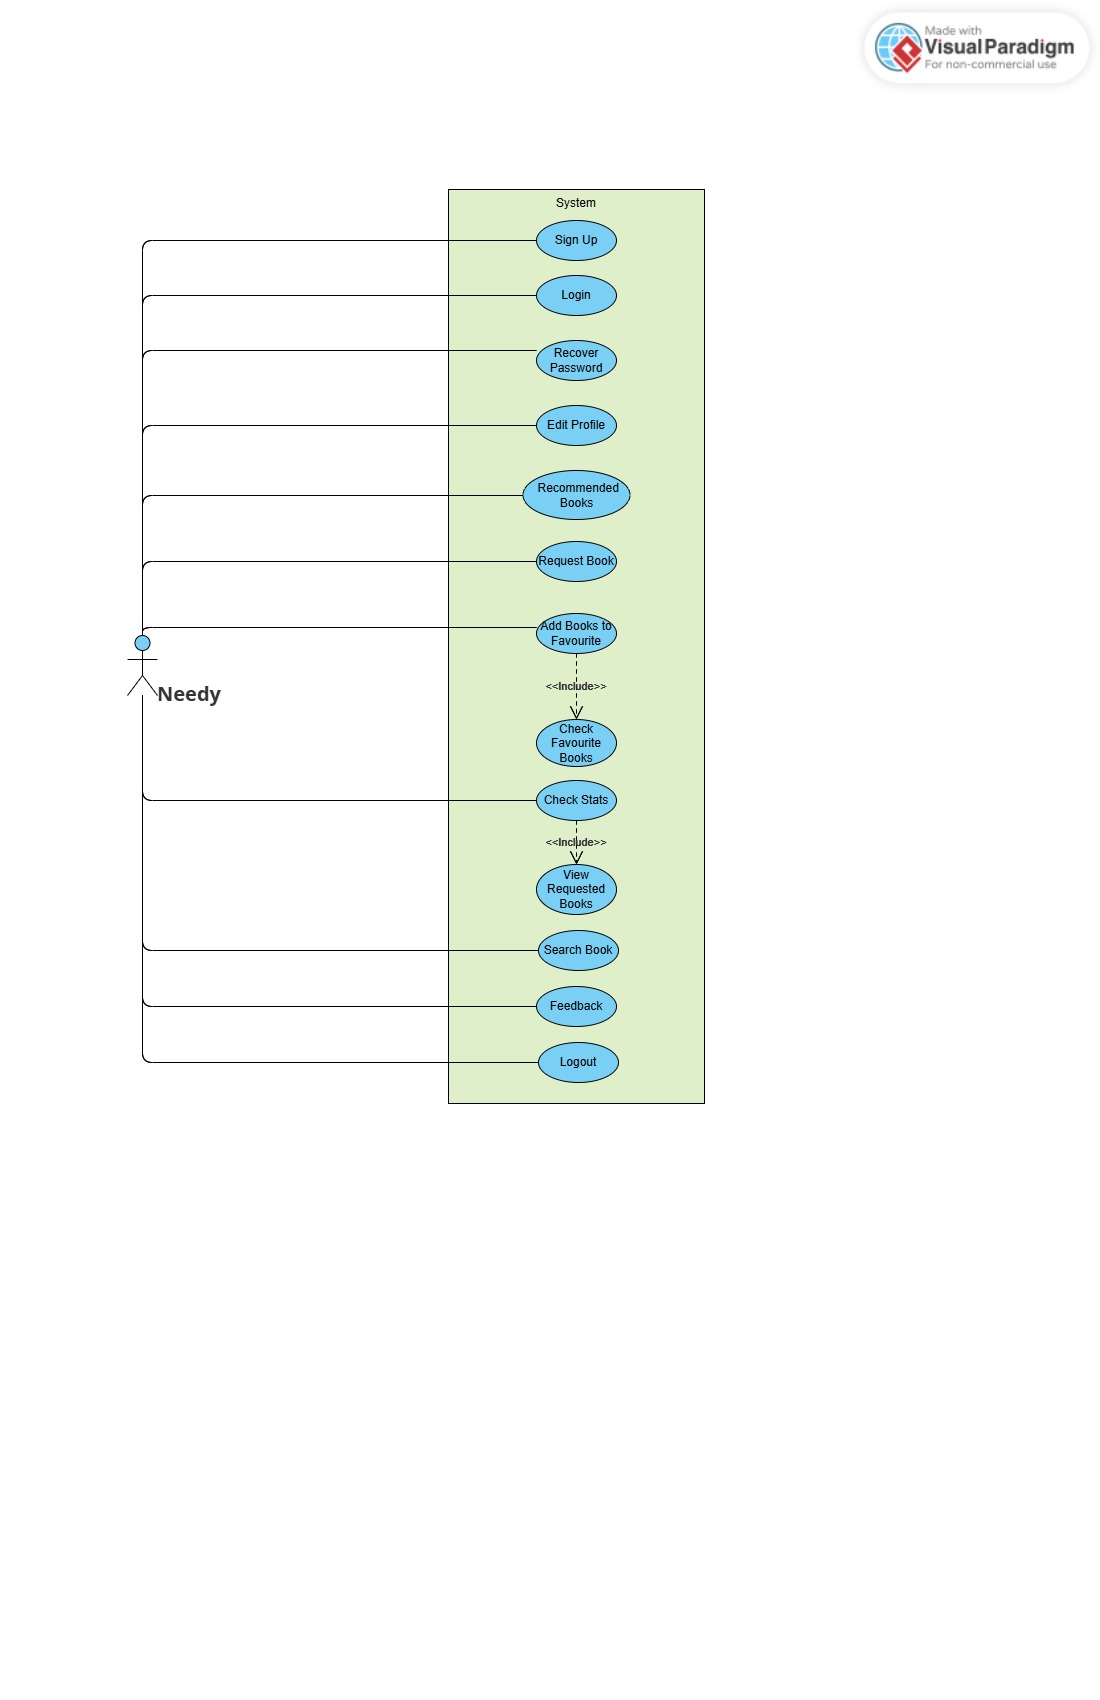 Made with
Visual Paradigm
For non-commercial use
System
Sign Up
Login
Recover
Password
Edit Profile
Recommended
Books
Request Book
Add Books to
Favourite
Needy
<<Include>>
Check
Favourite
Books
Check Stats
<<Include>>
View
Requested
Books
Search Book
Feedback
Logout